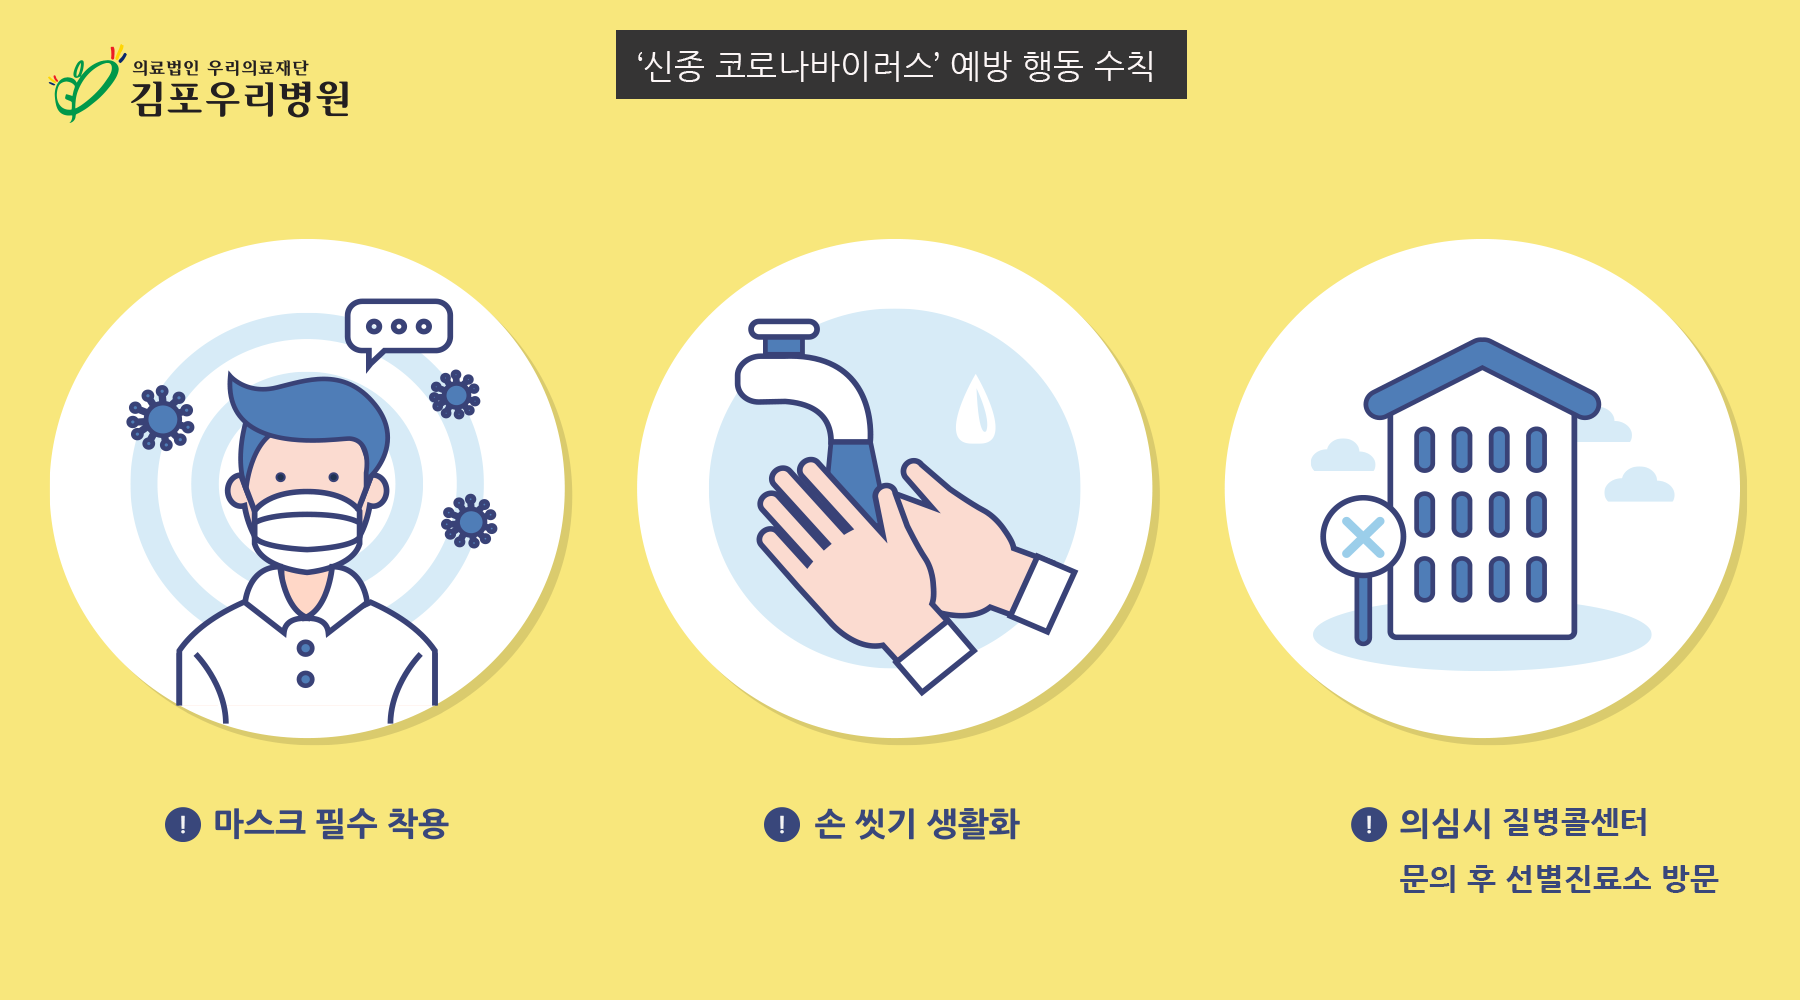 의료법인 우리의료재단
김포우리병원
‘신종 코로나바이러스’ 예방 행동 수칙
! 마스크 필수 착용
! 손 씻기 생활화
! 의심시 질병콜센터
문의 후 선별진료소 방문